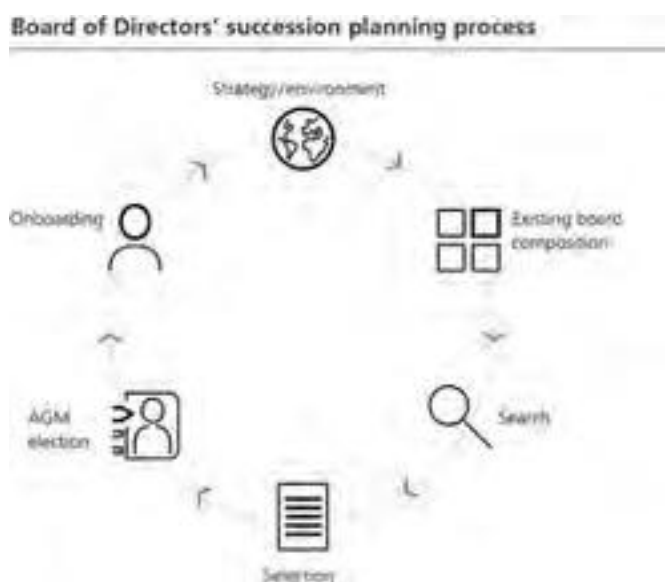 Board of Directors' succession planning process
Strategy/environment
Existing board
composition
Search
Selection
AGM
election
Onboarding